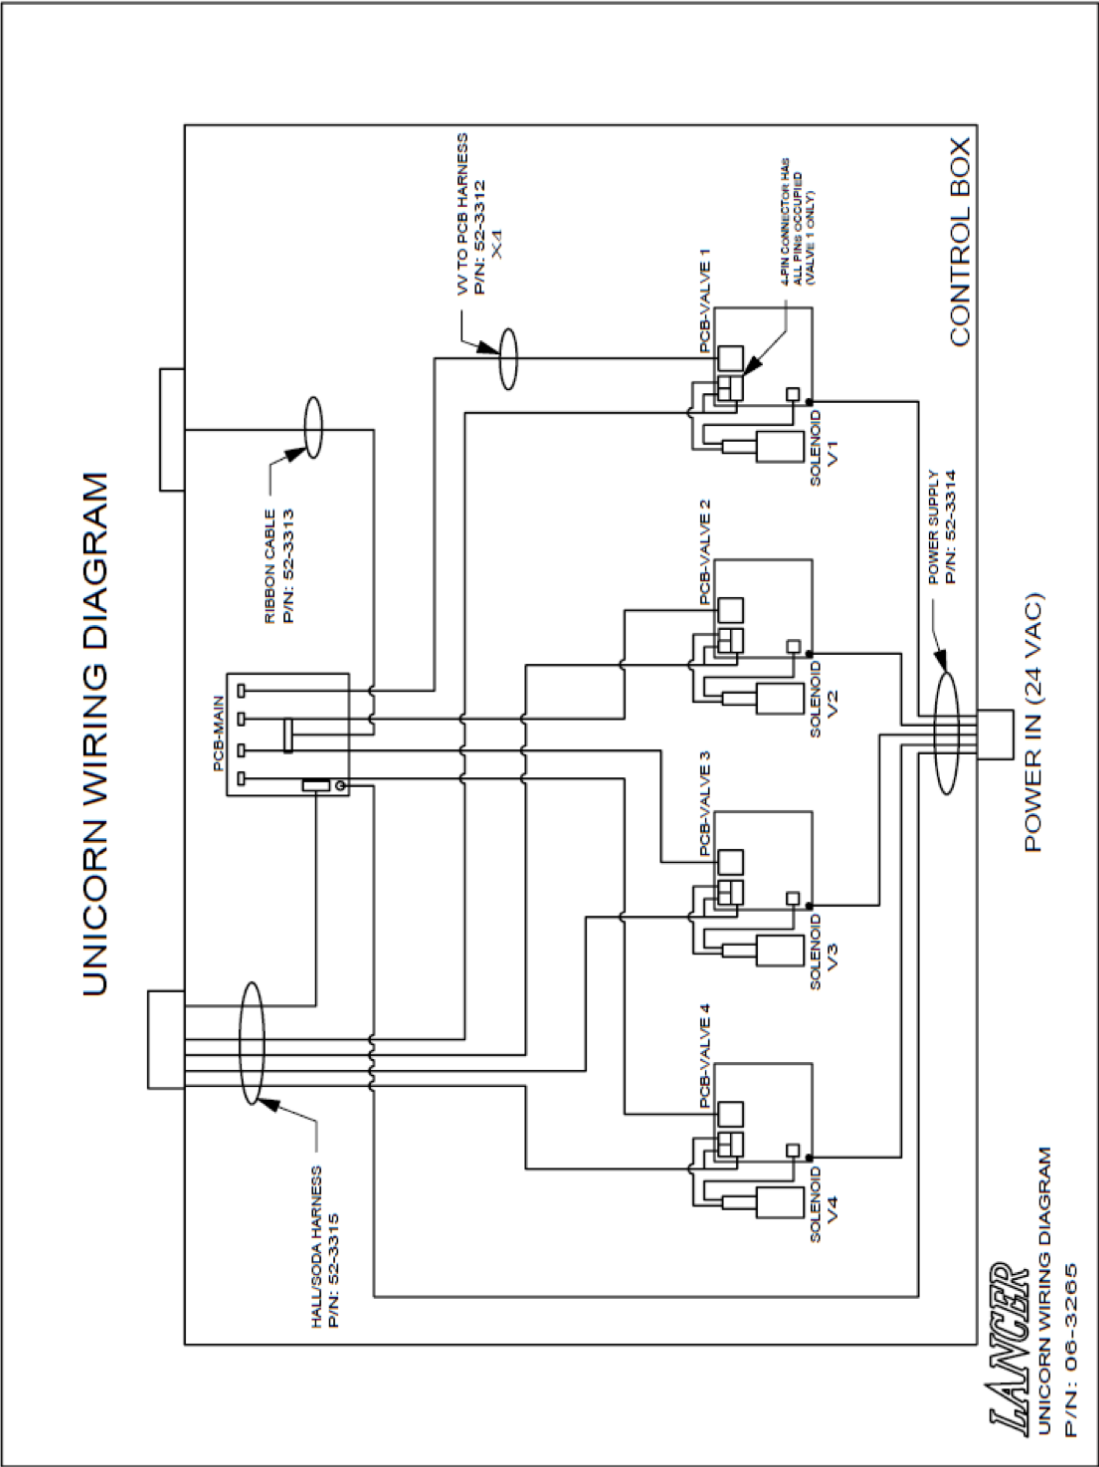 UNICORN WIRING DIAGRAM
HALL/SODA HARNESS
P/N: 52-3315
PCB-MAIN
RIBBON CABLE
P/N: 52-3313
VV TO PCB HARNESS
P/N: 52-3312
X4
PCB-VALVE 4
PCB-VALVE 3
PCB-VALVE 2
PCB-VALVE 1
4-PIN CONNECTOR HAS
ALL PINS OCCUPIED
(VALVE 1 ONLY)
SOLENOID
V4
SOLENOID
V3
SOLENOID
V2
SOLENOID
V1
POWER SUPPLY
P/N: 52-3314
CONTROL BOX
POWER IN (24 VAC)
LANCER
UNICORN WIRING DIAGRAM
P/N: 06-3265